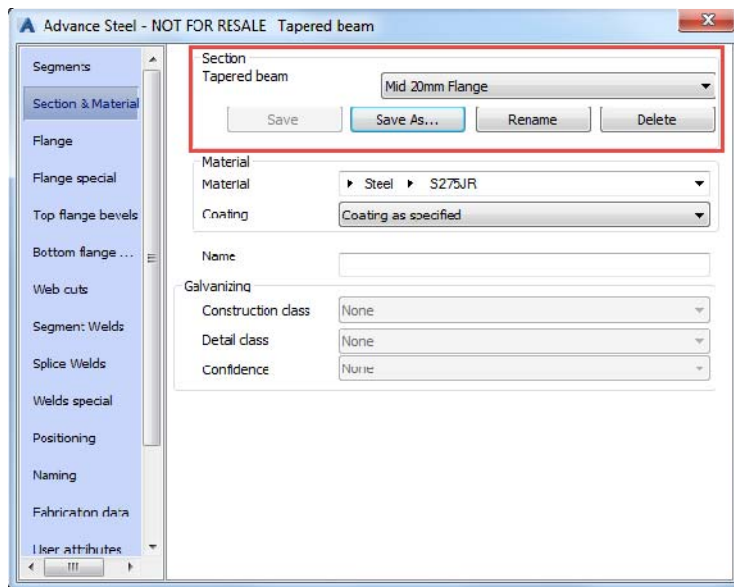 Advance Steel - NOT FOR RESALE Tapered beam
Segments
Section & Material
Flange
Flange special
Top flange bevels
Bottom flange ...
Web cuts
Segment Welds
Splice Welds
Welds special
Positioning
Naming
Fabrication data
User attributes
Section
Tapered beam
Mid 20mm Flange
Save
Save As...
Rename
Delete
Material
Material
Steel
S275JR
Coating
Coating as specified
Name
Galvanizing
Construction class
None
Detail class
None
Confidence
None